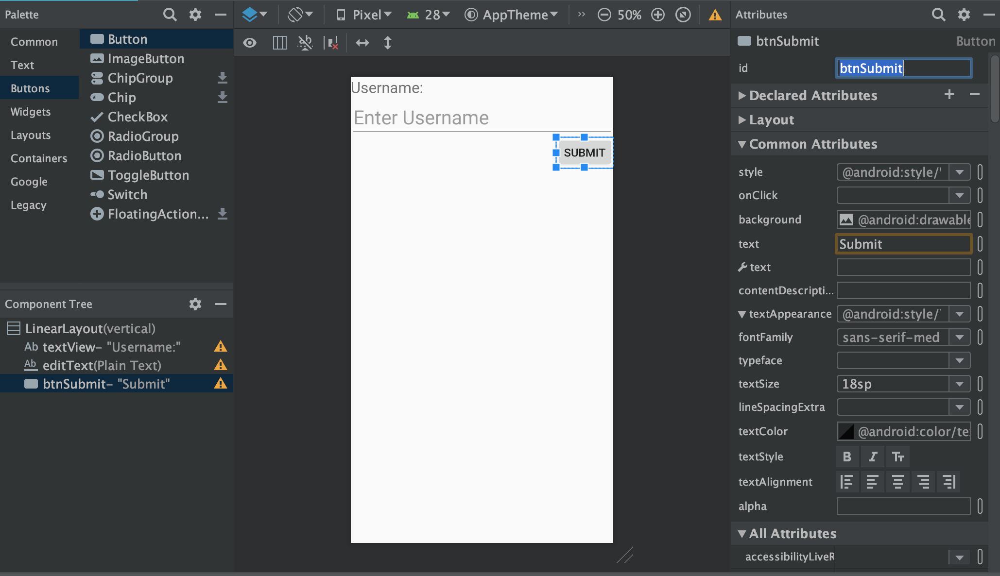 Palette
Pixel
28
AppTheme
50%
Attributes
Common
Text
Buttons
Widgets
Layouts
Containers
Google
Legacy
Button
ImageButton
ChipGroup
Chip
CheckBox
RadioGroup
RadioButton
ToggleButton
Switch
FloatingAction...
Component Tree
LinearLayout(vertical)
Ab textView- "Username:"
Ab editText(Plain Text)
btnSubmit- "Submit"
Username:
Enter Username
SUBMIT
btnSubmit Button
id btnSubmit
Declared Attributes
Layout
Common Attributes
style @android:style/
onClick
background @android:drawable
text Submit
text
contentDescripti...
textAppearance @android:style/
fontFamily sans-serif-med
typeface
textSize 18sp
lineSpacingExtra
textColor @android:color/te
textStyle B I Tт
textAlignment
alpha
All Attributes
accessibilityLiveR